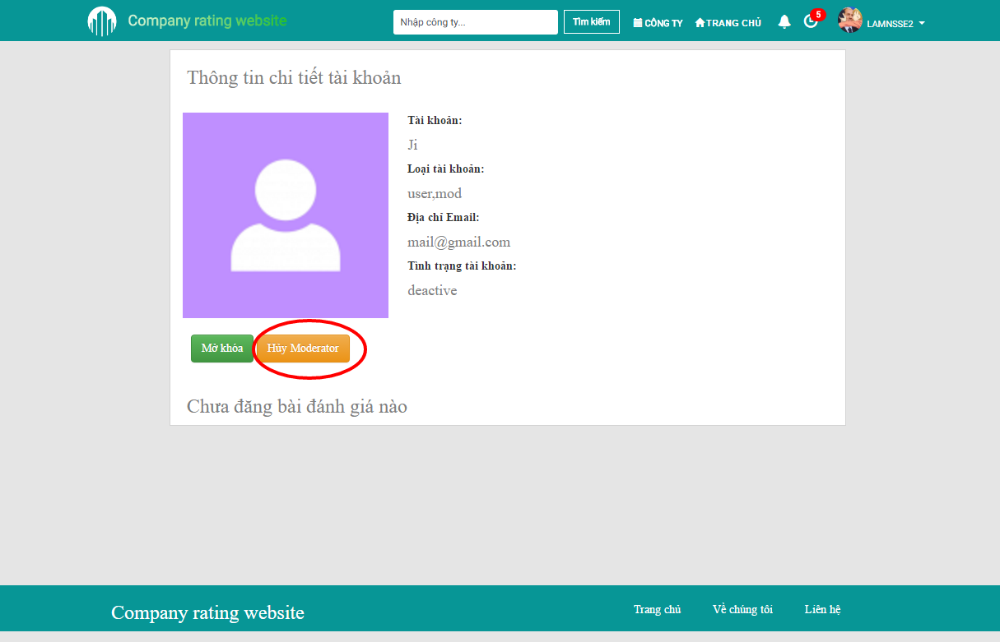 Company rating website
Nhập công ty...
Tìm kiếm
CÔNG TY
TRANG CHỦ
5
LAMNSSE2
Thông tin chi tiết tài khoản
Tài khoản:
Ji
Loại tài khoản:
user,mod
Địa chỉ Email:
mail@gmail.com
Tình trạng tài khoản:
deactive
Mở khóa
Hủy Moderator
Chưa đăng bài đánh giá nào
Company rating website
Trang chủ
Về chúng tôi
Liên hệ